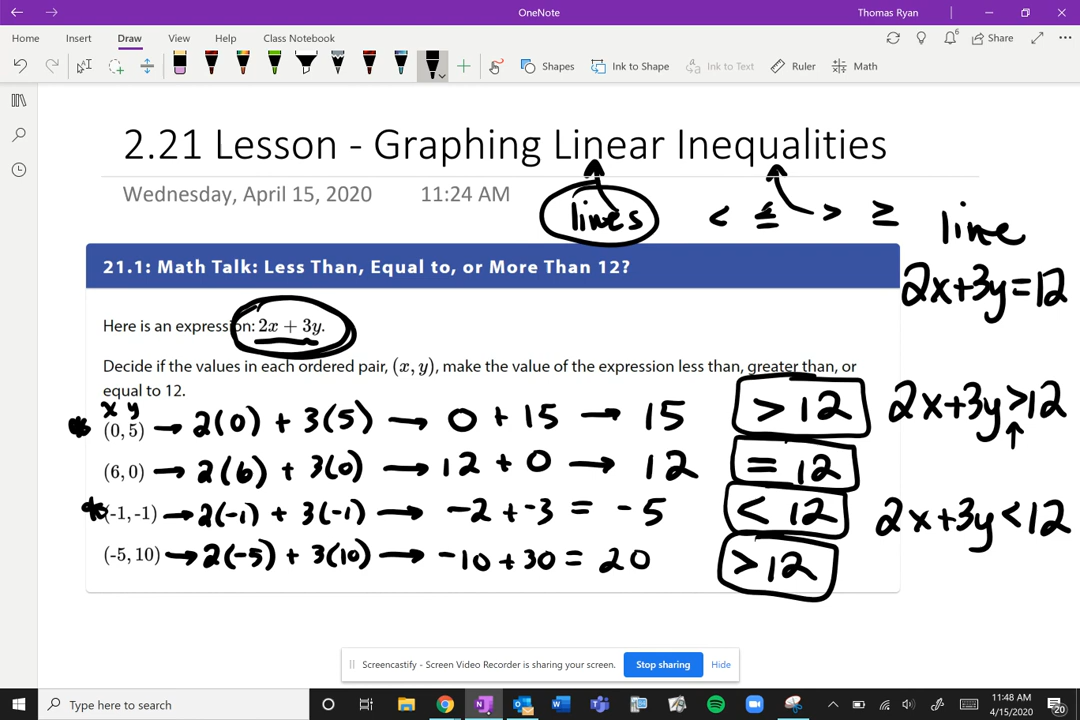 OneNote
Thomas Ryan
Home Insert Draw View Help Class Notebook
Share
Shapes Ink to Shape Ink to Text Ruler Math
2.21 Lesson - Graphing Linear Inequalities
Wednesday, April 15, 2020 11:24 AM
lines < ≤ > ≥ line
21.1: Math Talk: Less Than, Equal to, or More Than 12?
2x+3y=12
Here is an expression: 2x + 3y.
Decide if the values in each ordered pair, (x, y), make the value of the expression less than, greater than, or
equal to 12.
x y
(0, 5) → 2(0) + 3(5) → 0 + 15 → 15 > 12 2x+3y>12
(6, 0) → 2(6) + 3(0) → 12 + 0 → 12 = 12
(-1, -1) → 2(-1) + 3(-1) → -2 + -3 = -5 < 12 2x+3y<12
(-5, 10) → 2(-5) + 3(10) → -10 + 30 = 20 >12
Screencastify - Screen Video Recorder is sharing your screen. Stop sharing Hide
Type here to search
11:48 AM
4/15/2020
20